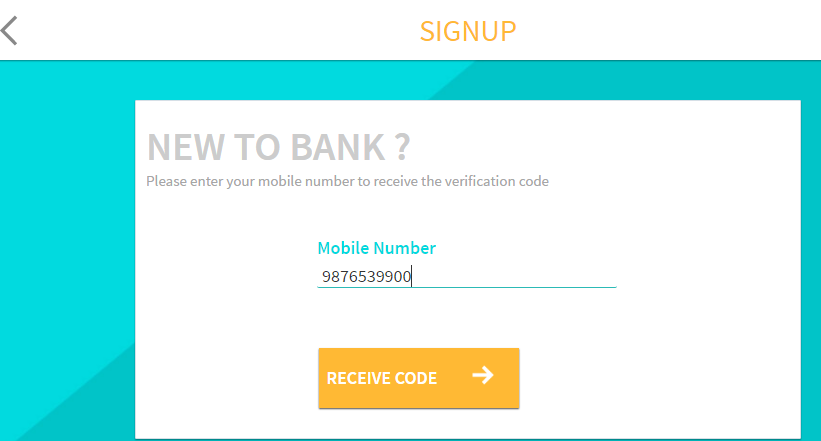 SIGNUP
NEW TO BANK ?
Please enter your mobile number to receive the verification code
Mobile Number
9876539900
RECEIVE CODE